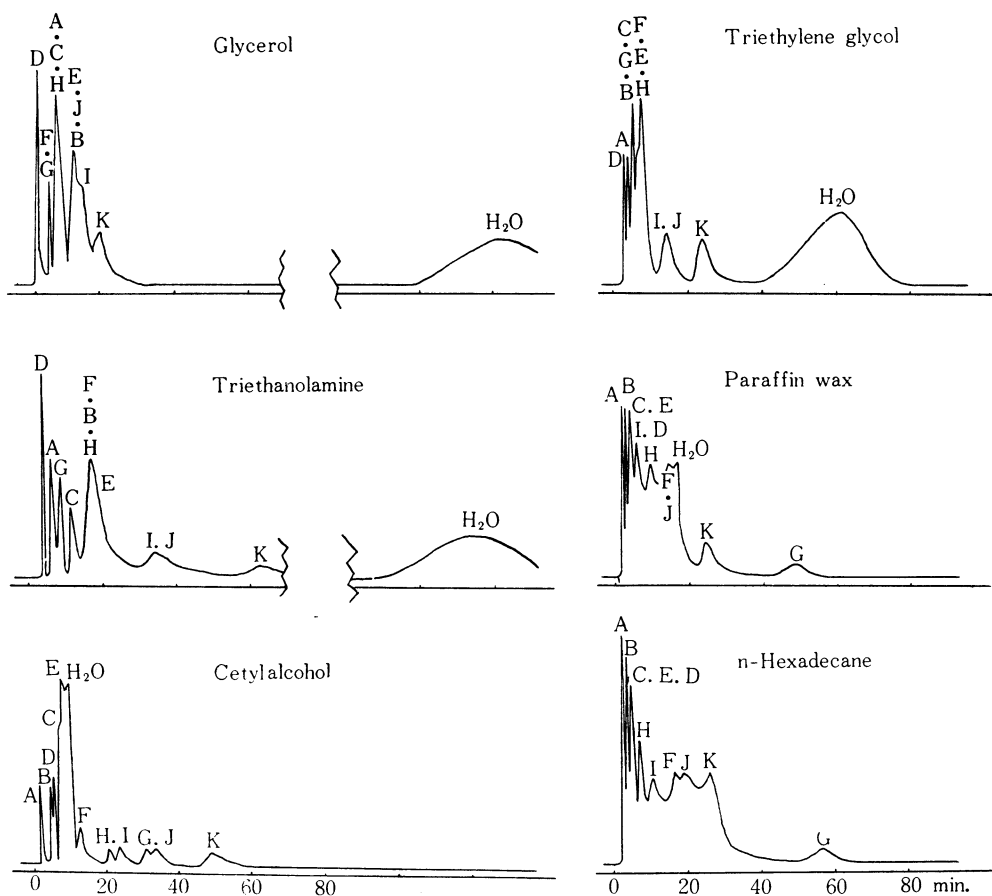 Glycerol
A
·
C
·
D H E
·
J
·
F B
·
G I
K
H₂O
Triethylene glycol
C F
· ·
G E
· ·
B H
A
D
I. J K
H₂O
Triethanolamine
D
F
·
B
·
A H
G C E
I. J K
H₂O
Paraffin wax
A B
C. E
I. D
H H₂O
F
·
J
K
G
Cetylalcohol
E H₂O
C
D
B
A F
H. I G. J K
0 20 40 60 80
n-Hexadecane
A
B
C. E. D
H
I F J K
G
0 20 40 60 80 min.